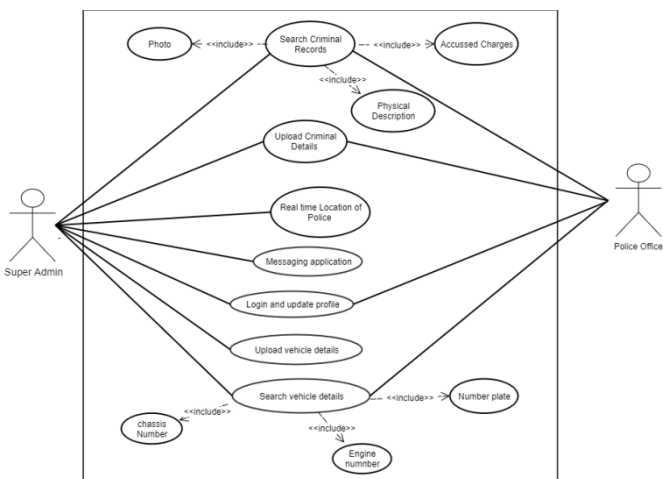 Photo
<<include>>
Search Criminal
Records
<<include>>
Accussed Charges
<<include>>
Physical
Description
Upload Criminal
Details
Real time Location of
Police
Super Admin
Police Office
Messaging application
Login and update profile
Upload vehicle details
Search vehicle details
<<include>>
Number plate
<<include>>
chassis
Number
<<include>>
Engine
numnber